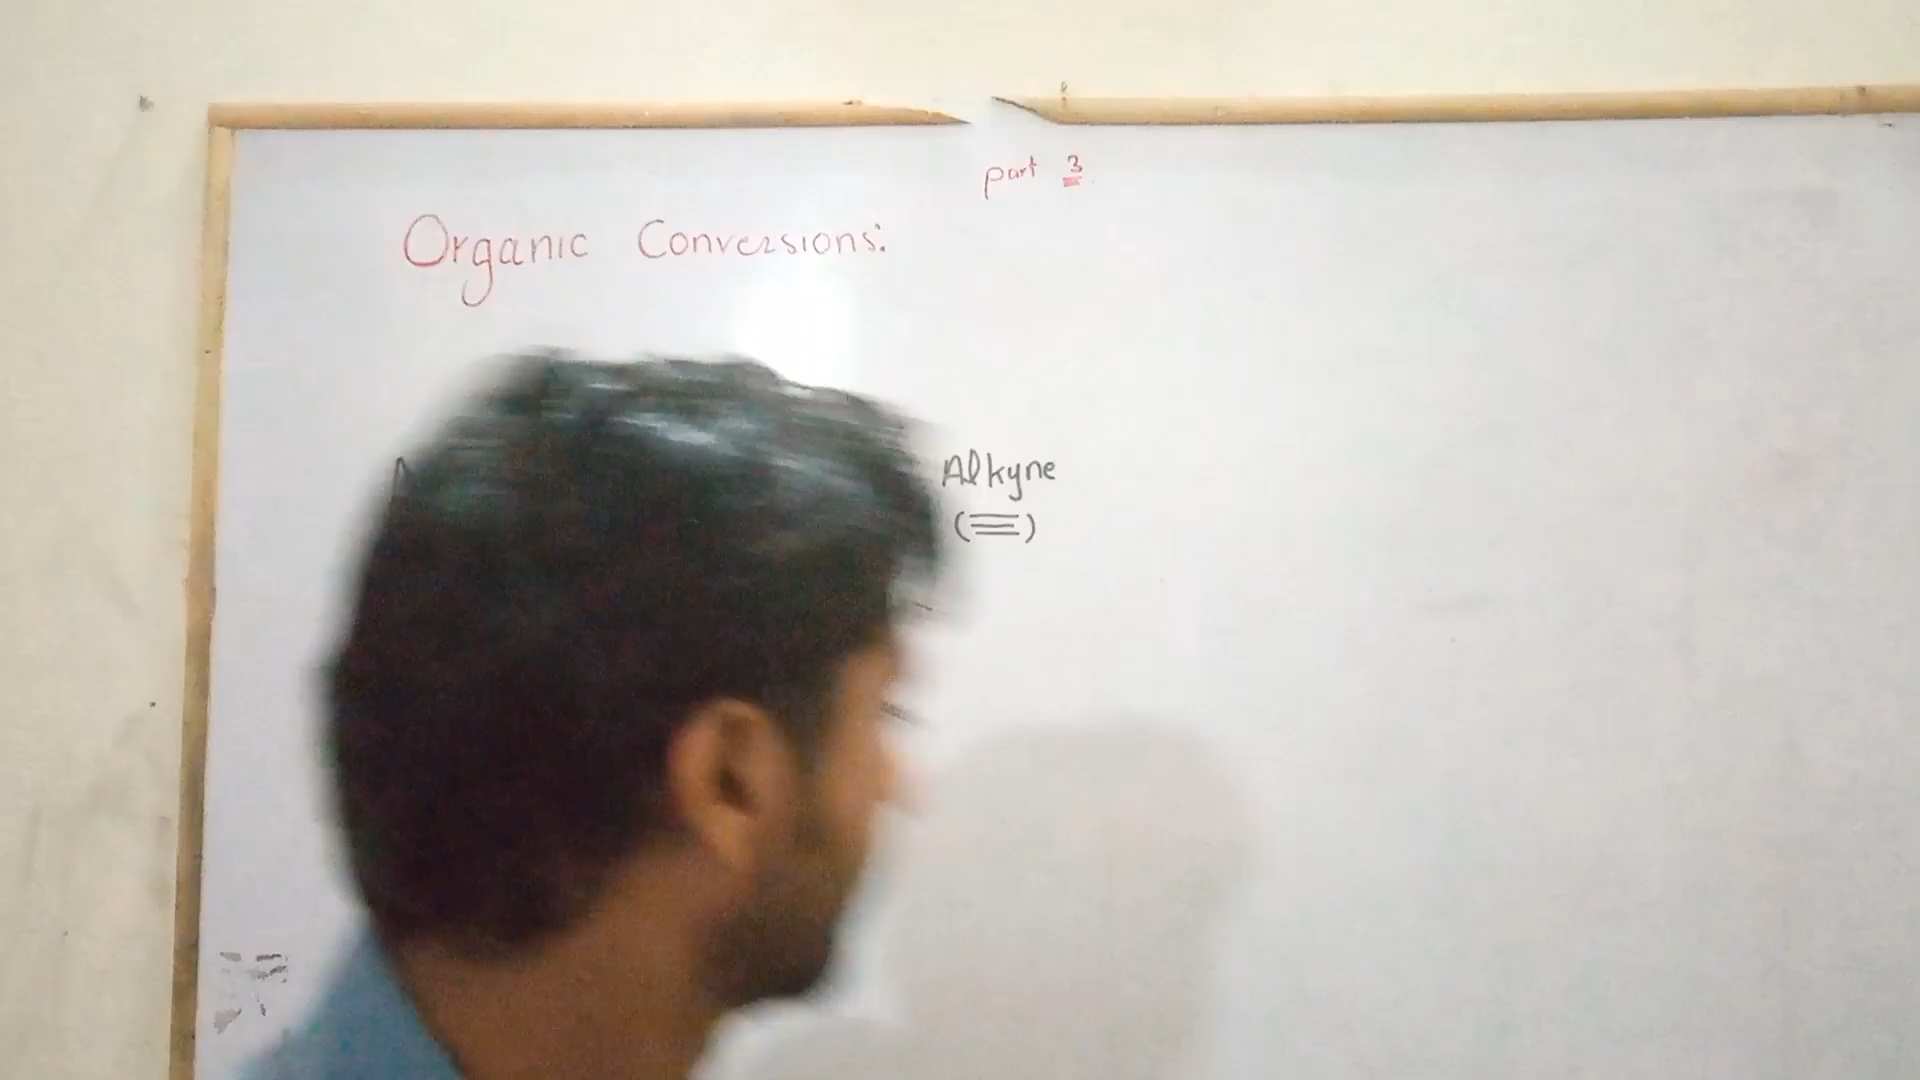 part 3
Organic Conversions:
Alkyne
(≡)